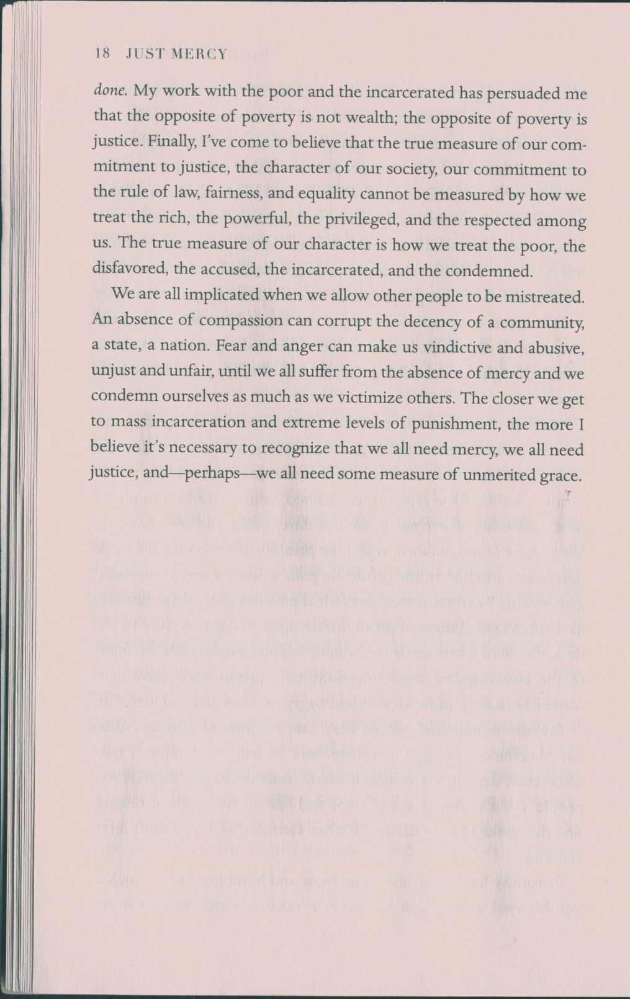 18 JUST MERCY
done. My work with the poor and the incarcerated has persuaded me
that the opposite of poverty is not wealth; the opposite of poverty is
justice. Finally, I've come to believe that the true measure of our com-
mitment to justice, the character of our society, our commitment to
the rule of law, fairness, and equality cannot be measured by how we
treat the rich, the powerful, the privileged, and the respected among
us. The true measure of our character is how we treat the poor, the
disfavored, the accused, the incarcerated, and the condemned.
We are all implicated when we allow other people to be mistreated.
An absence of compassion can corrupt the decency of a community,
a state, a nation. Fear and anger can make us vindictive and abusive,
unjust and unfair, until we all suffer from the absence of mercy and we
condemn ourselves as much as we victimize others. The closer we get
to mass incarceration and extreme levels of punishment, the more I
believe it's necessary to recognize that we all need mercy, we all need
justice, and—perhaps—we all need some measure of unmerited grace.